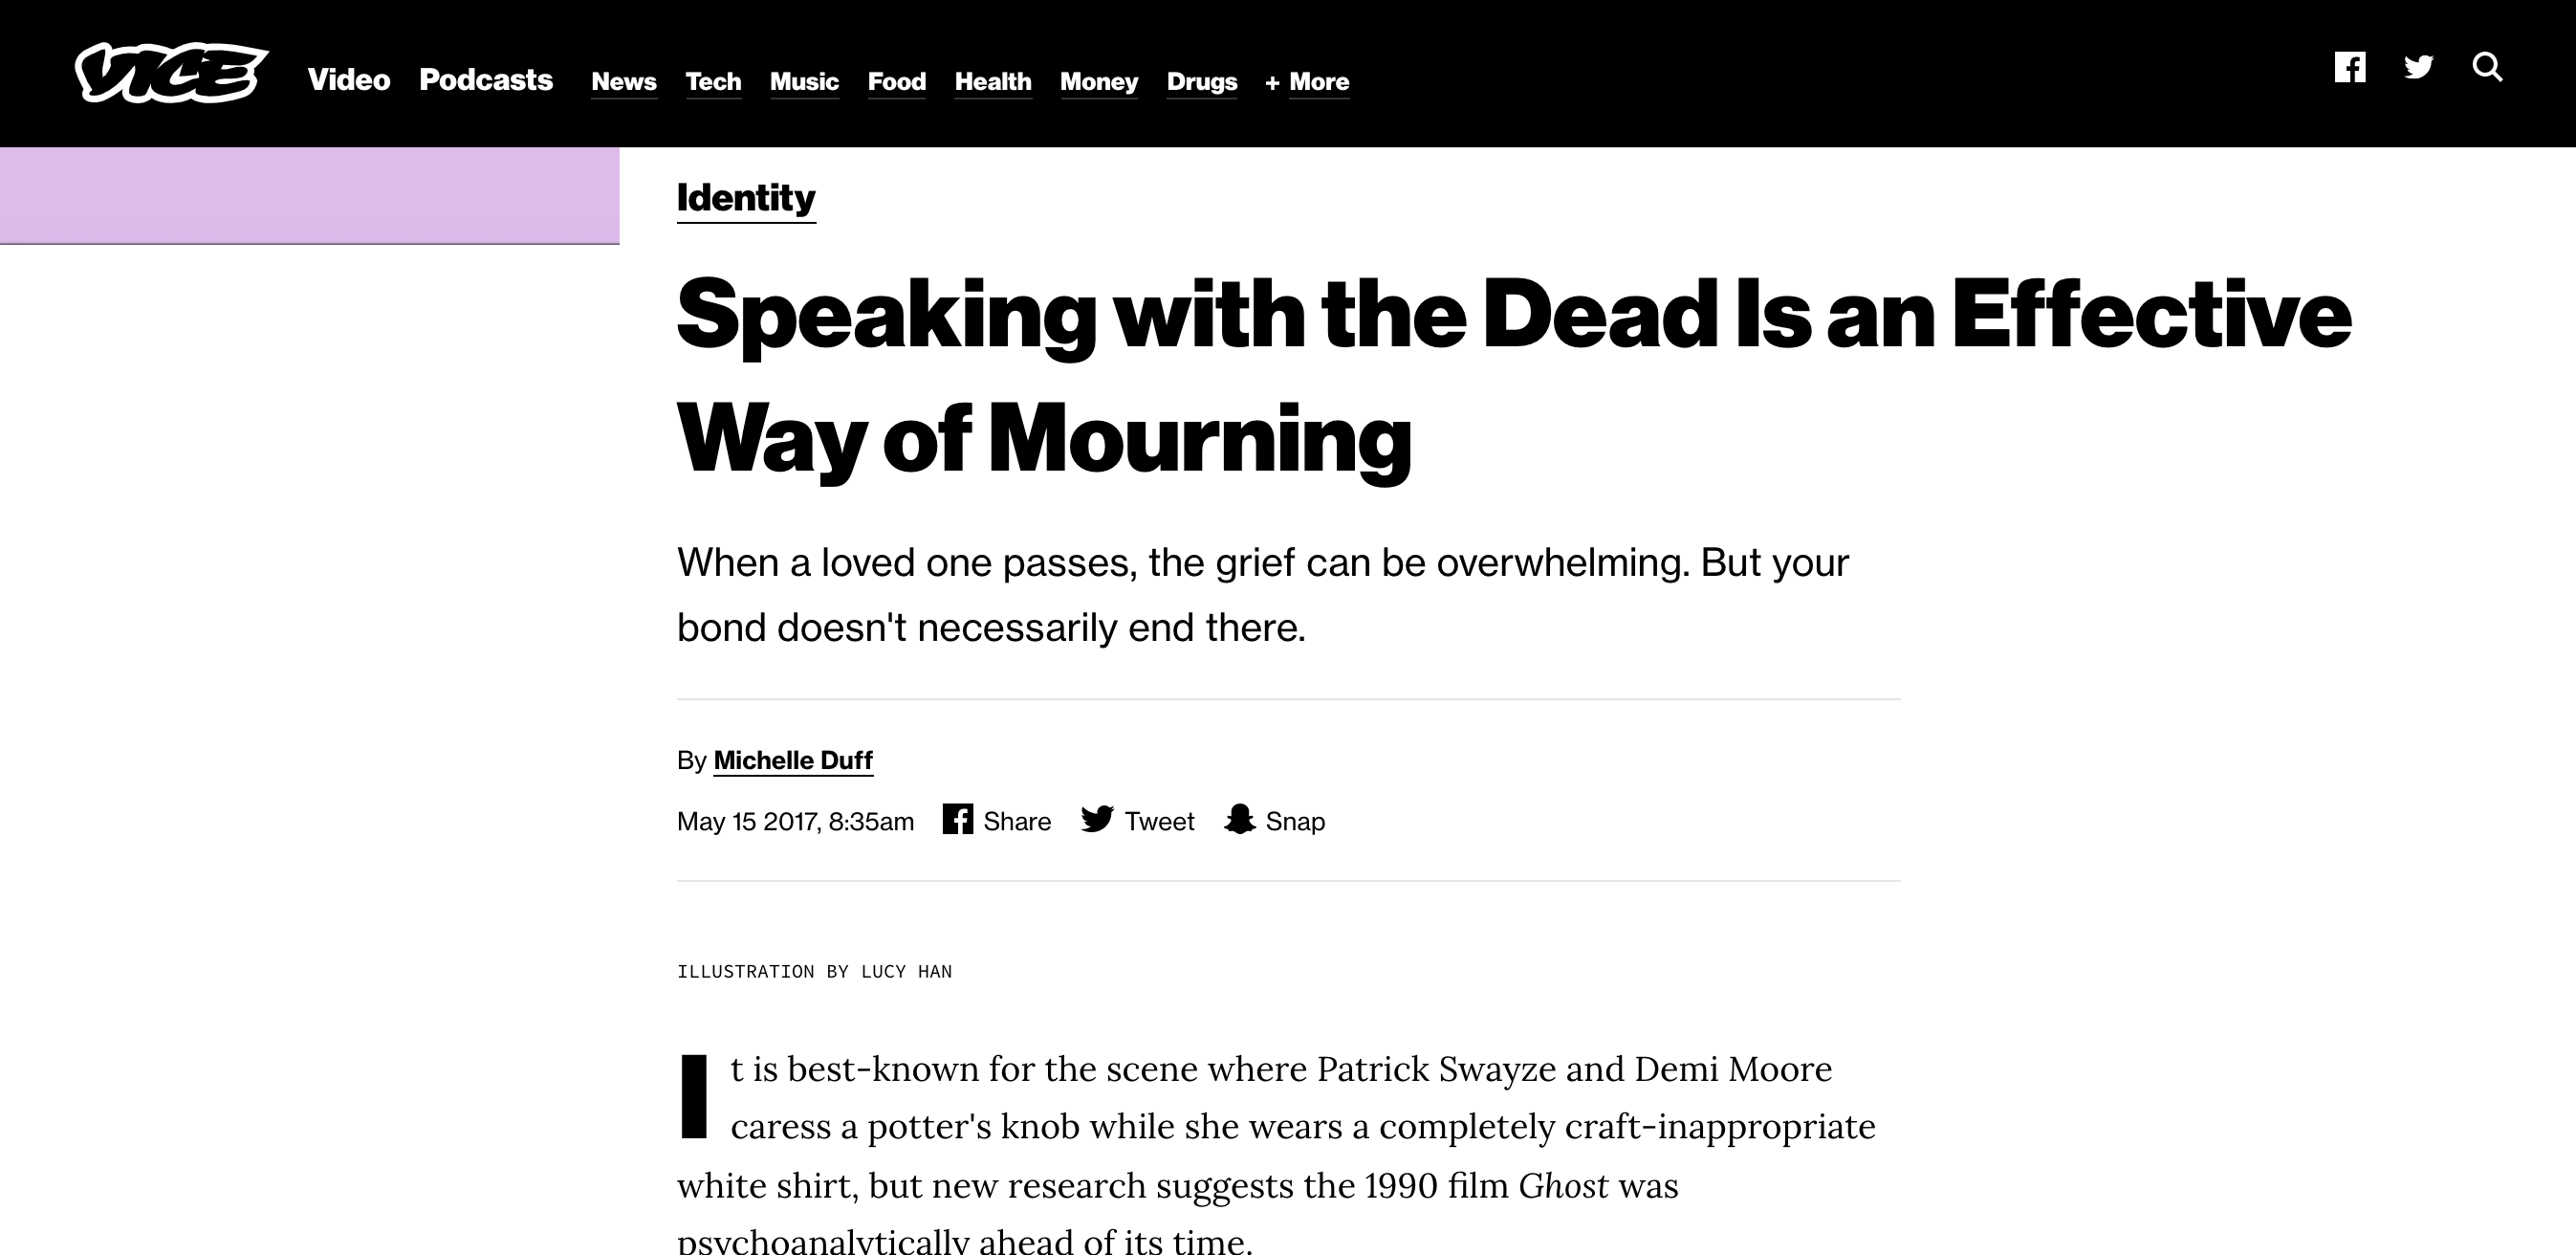 VICE Video Podcasts News Tech Music Food Health Money Drugs + More
Identity
Speaking with the Dead Is an Effective
Way of Mourning
When a loved one passes, the grief can be overwhelming. But your
bond doesn't necessarily end there.
By Michelle Duff
May 15 2017, 8:35am Share Tweet Snap
ILLUSTRATION BY LUCY HAN
It is best-known for the scene where Patrick Swayze and Demi Moore
caress a potter's knob while she wears a completely craft-inappropriate
white shirt, but new research suggests the 1990 film Ghost was
psychoanalytically ahead of its time.